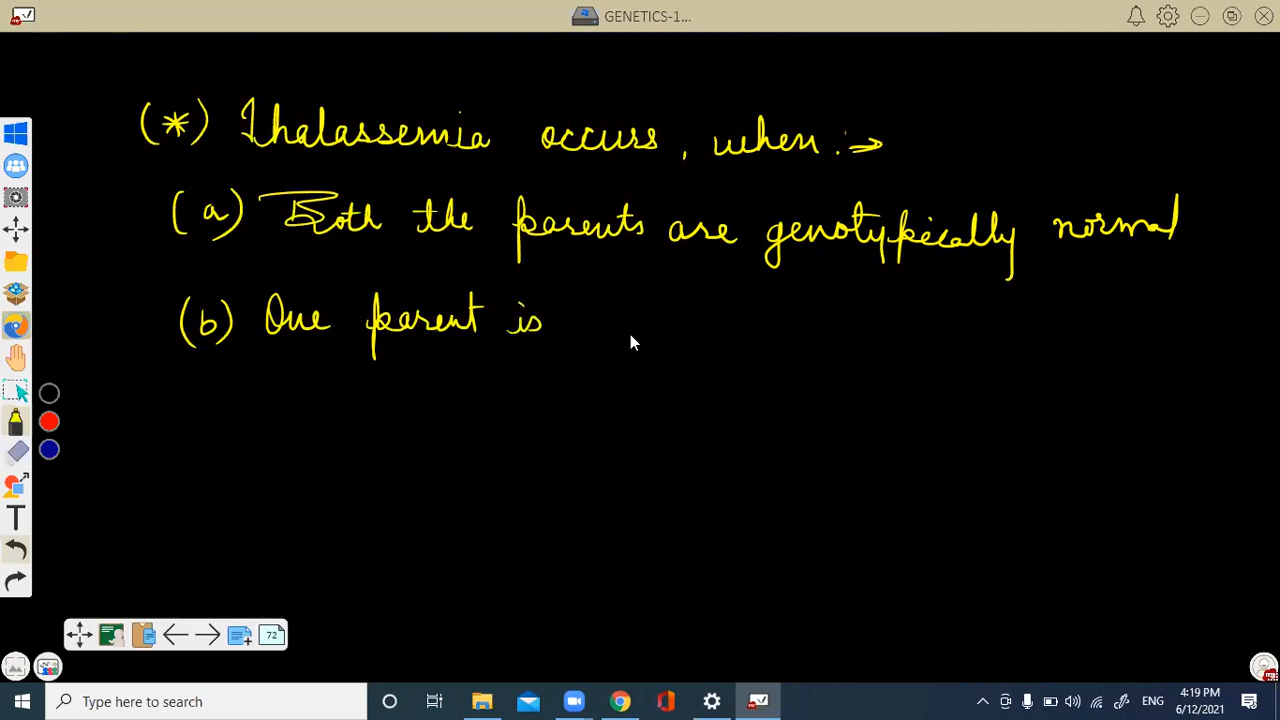 GENETICS-1...
(*) Thalassemia occurs, when :→
(a) Both the parents are genotypically normal
(b) One parent is
T
72
Type here to search
ENG
4:19 PM
6/12/2021